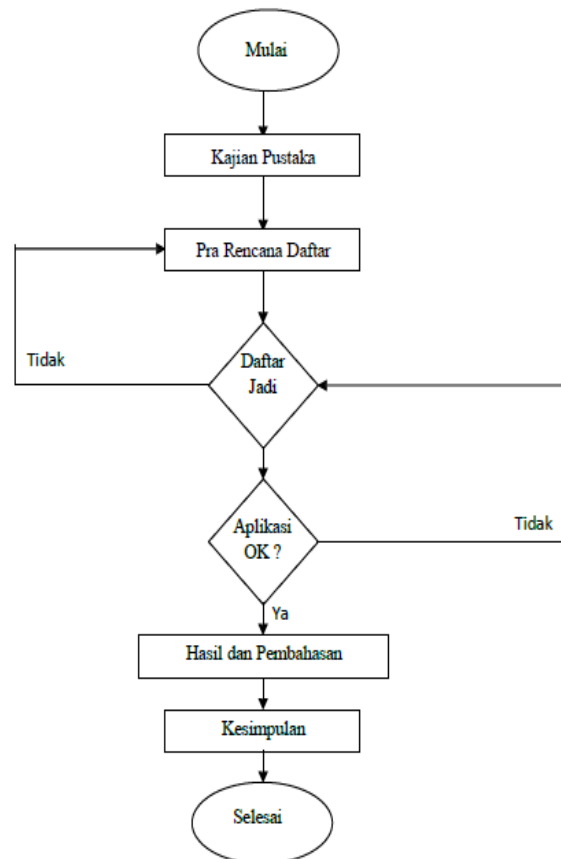 Mulai
Kajian Pustaka
Pra Rencana Daftar
Tidak
Daftar
Jadi
Aplikasi
OK ?
Tidak
Ya
Hasil dan Pembahasan
Kesimpulan
Selesai